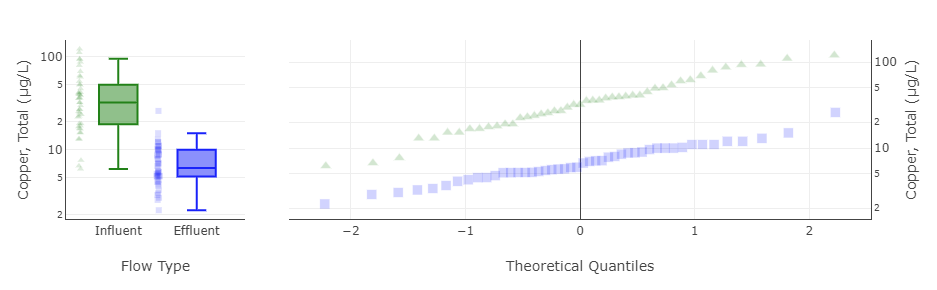 Copper, Total (µg/L)
100
5
2
10
5
2
Influent
Effluent
Flow Type
−2
−1
0
1
2
Theoretical Quantiles
100
5
2
10
5
2
Copper, Total (µg/L)